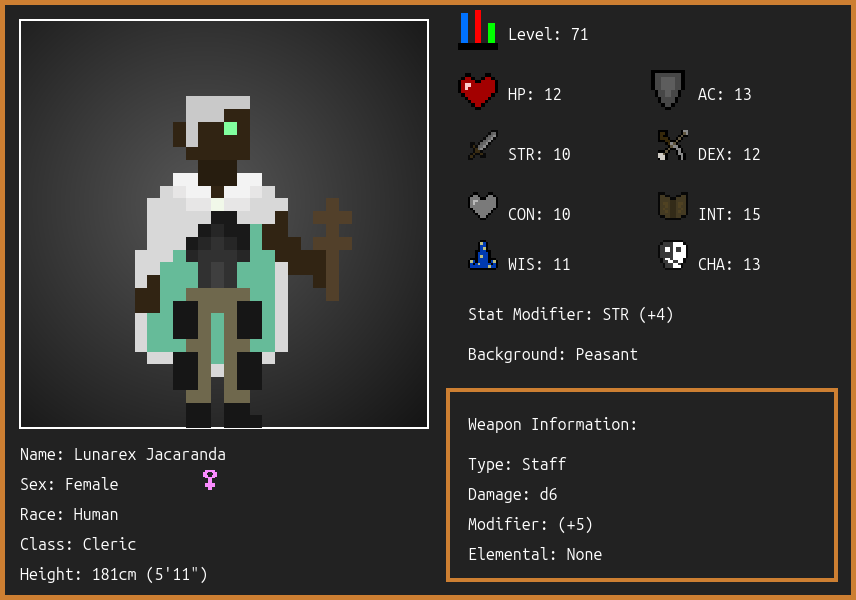 Level: 71
HP: 12
AC: 13
STR: 10
DEX: 12
CON: 10
INT: 15
WIS: 11
CHA: 13
Stat Modifier: STR (+4)
Background: Peasant
Weapon Information:
Type: Staff
Damage: d6
Modifier: (+5)
Elemental: None
Name: Lunarex Jacaranda
Sex: Female
Race: Human
Class: Cleric
Height: 181cm (5'11")